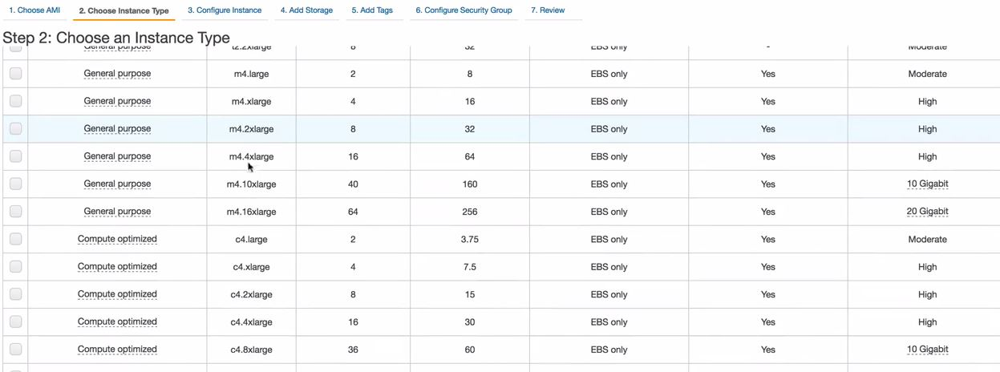 1. Choose AMI 2. Choose Instance Type 3. Configure Instance 4. Add Storage 5. Add Tags 6. Configure Security Group 7. Review
Step 2: Choose an Instance Type
General purpose t2.2xlarge 8 32 EBS only - Moderate
General purpose m4.large 2 8 EBS only Yes Moderate
General purpose m4.xlarge 4 16 EBS only Yes High
General purpose m4.2xlarge 8 32 EBS only Yes High
General purpose m4.4xlarge 16 64 EBS only Yes High
General purpose m4.10xlarge 40 160 EBS only Yes 10 Gigabit
General purpose m4.16xlarge 64 256 EBS only Yes 20 Gigabit
Compute optimized c4.large 2 3.75 EBS only Yes Moderate
Compute optimized c4.xlarge 4 7.5 EBS only Yes High
Compute optimized c4.2xlarge 8 15 EBS only Yes High
Compute optimized c4.4xlarge 16 30 EBS only Yes High
Compute optimized c4.8xlarge 36 60 EBS only Yes 10 Gigabit